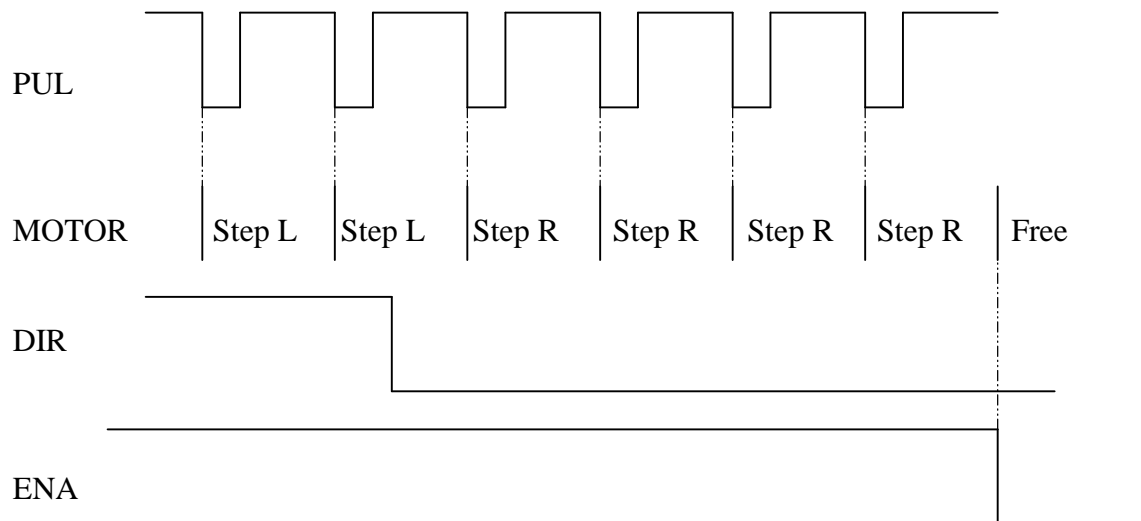 PUL
MOTOR Step L Step L Step R Step R Step R Step R Free
DIR
ENA